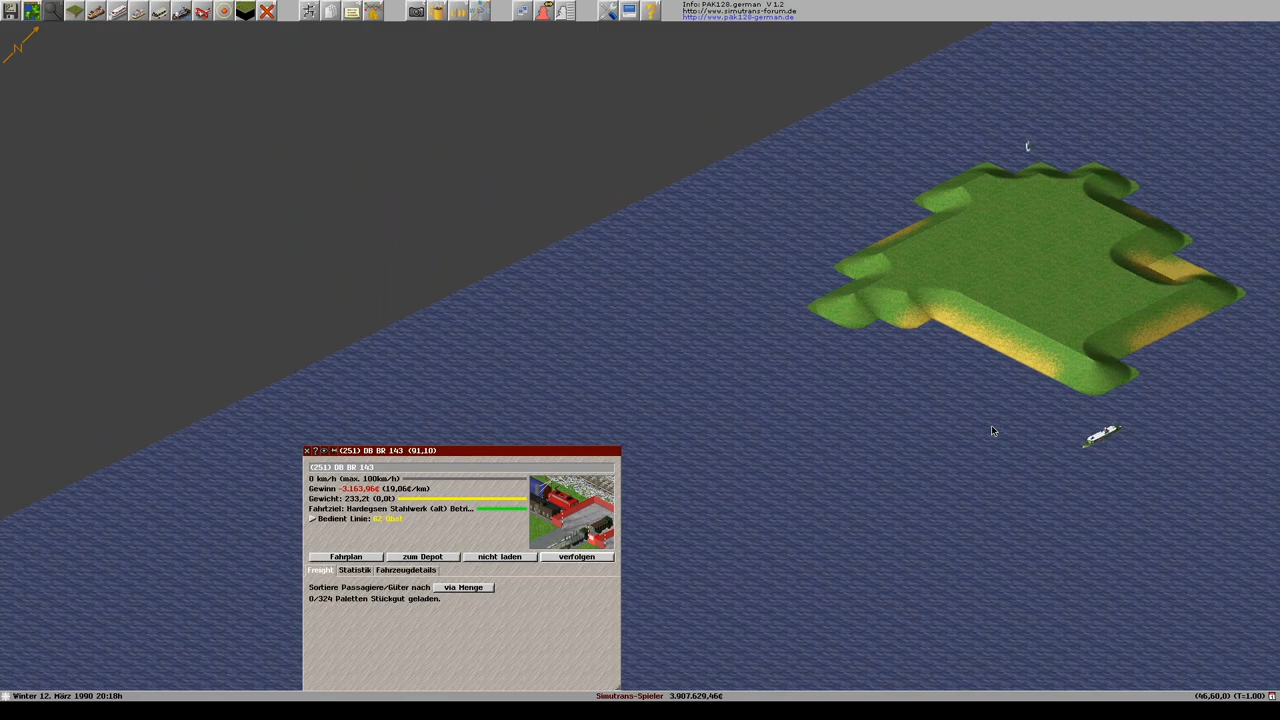 Info: PAK128.german V 1.2
http://www.simutrans-forum.de
http://www.pak128-german.de
N
(251) DB BR 143 (91,10)
(251) DB BR 143
0 km/h (max. 100km/h)
Gewinn -3.163,96¢ (19,06¢/km)
Gewicht: 233,2t (0,0t)
Fahrtziel: Hardegsen Stahlwerk (alt) Betri...
Bedient Linie: 82 Obst
Fahrplan zum Depot nicht laden verfolgen
Freight Statistik Fahrzeugdetails
Sortiere Passagiere/Güter nach via Menge
0/324 Paletten Stückgut geladen.
Winter 12. März 1990 20:18h Simutrans-Spieler 3.907.629,46¢ (46,60,0) (T=1.00)